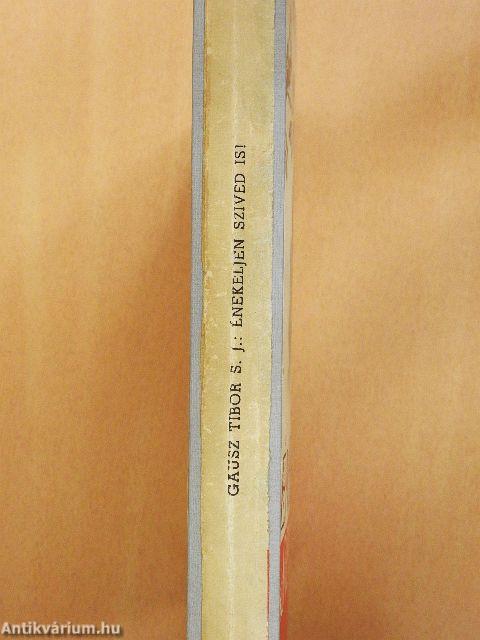 GAUSZ TIBOR S. J.: ÉNEKELJEN SZIVED IS!
Antikvárium.hu